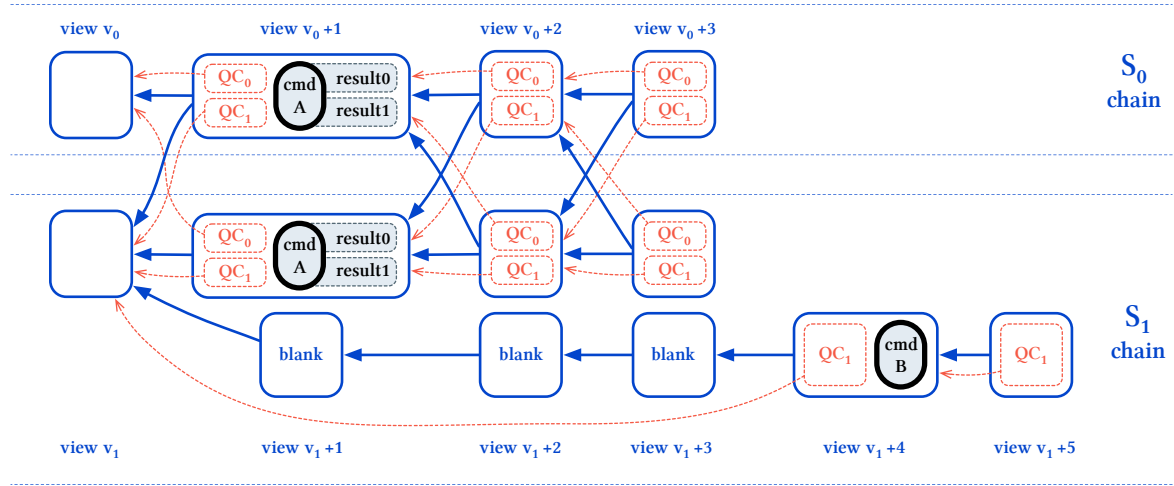 view v₀ view v₀+1 view v₀+2 view v₀+3
QC₀ cmd A result0 QC₀ QC₀
QC₁ result1 QC₁ QC₁
S₀ chain
QC₀ cmd A result0 QC₀ QC₀
QC₁ result1 QC₁ QC₁
blank blank blank QC₁ cmd B QC₁
S₁ chain
view v₁ view v₁+1 view v₁+2 view v₁+3 view v₁+4 view v₁+5